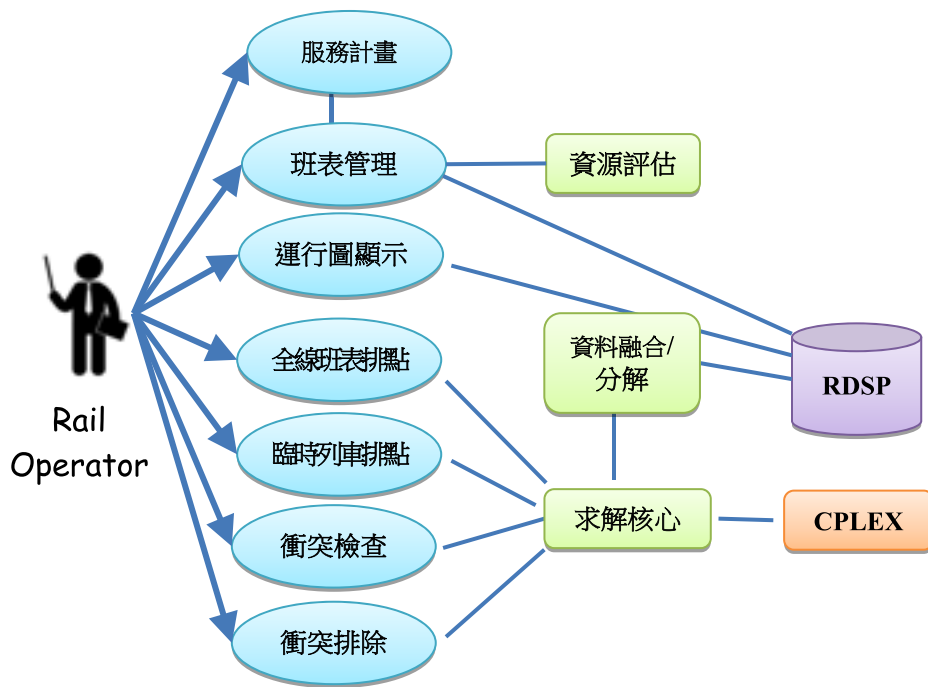 服務計畫
班表管理
資源評估
運行圖顯示
全線班表排點
資料融合/
分解
RDSP
Rail
Operator
臨時列車排點
求解核心
CPLEX
衝突檢查
衝突排除